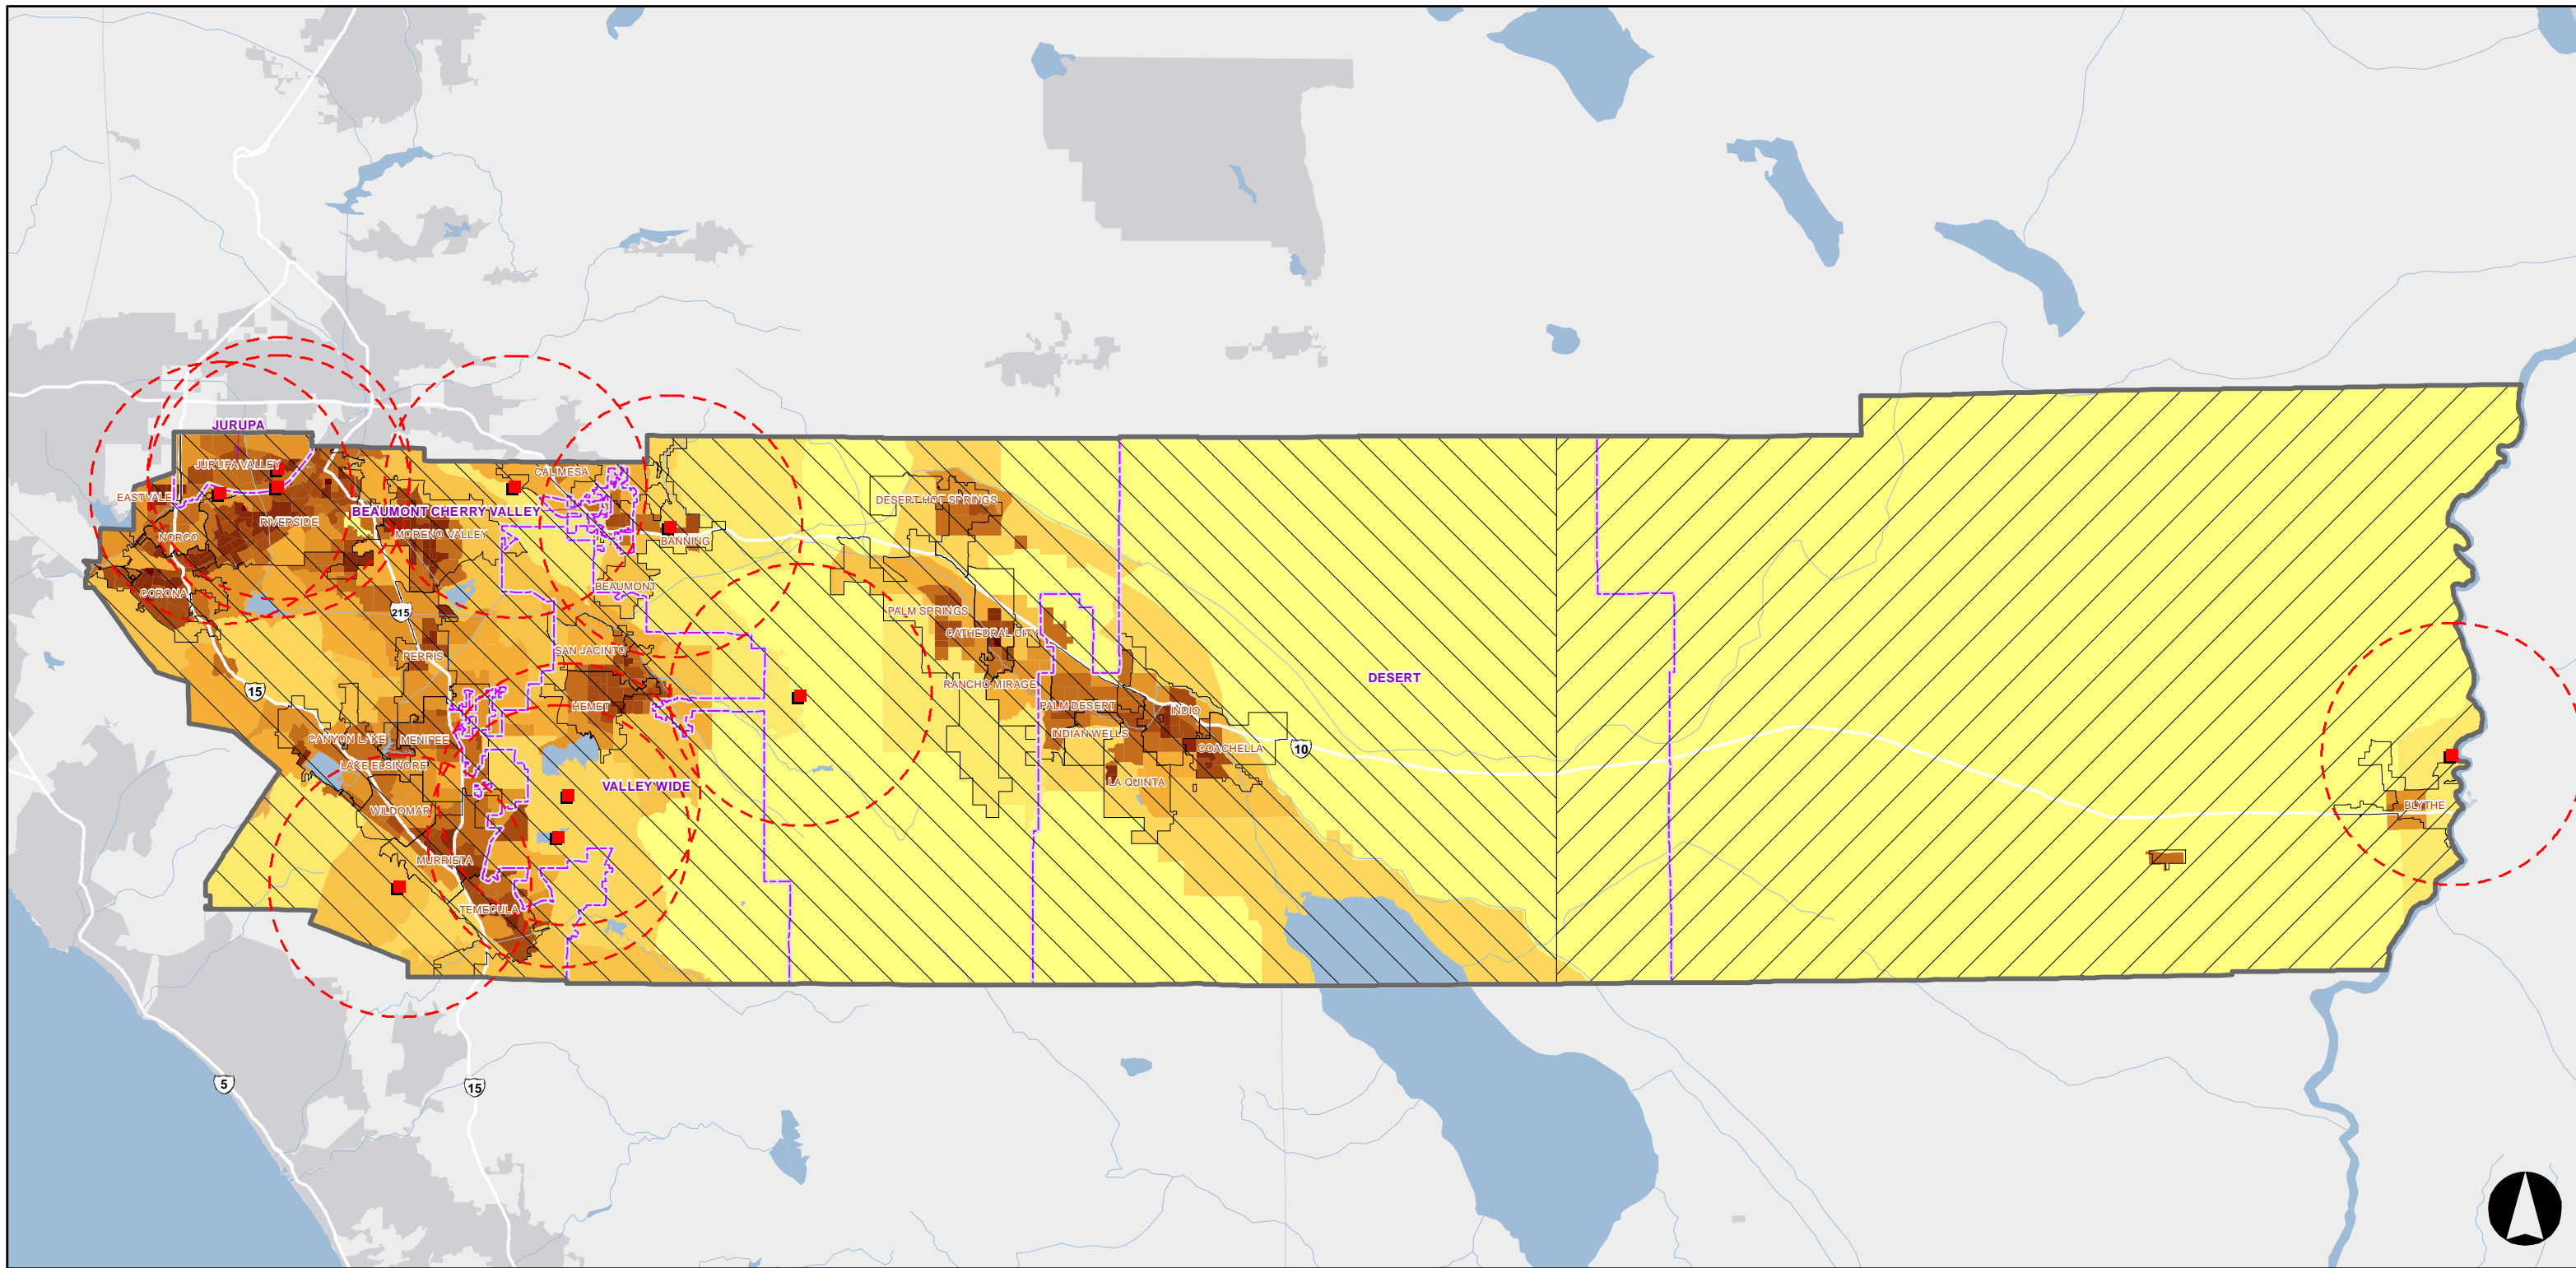 JURUPA
JURUPA VALLEY
CALIMESA
EASTVALE
DESERT HOT SPRINGS
BEAUMONT CHERRY VALLEY
RIVERSIDE
MORENO VALLEY
NORCO
BANNING
BEAUMONT
CORONA
215
PALM SPRINGS
CATHEDRAL CITY
SAN JACINTO
PERRIS
DESERT
RANCHO MIRAGE
15
HEMET
PALM DESERT
INDIO
INDIAN WELLS
CANYON LAKE
MENIFEE
COACHELLA
10
LAKE ELSINORE
LA QUINTA
VALLEY WIDE
BLYTHE
WILDOMAR
MURRIETA
TEMECULA
5
15